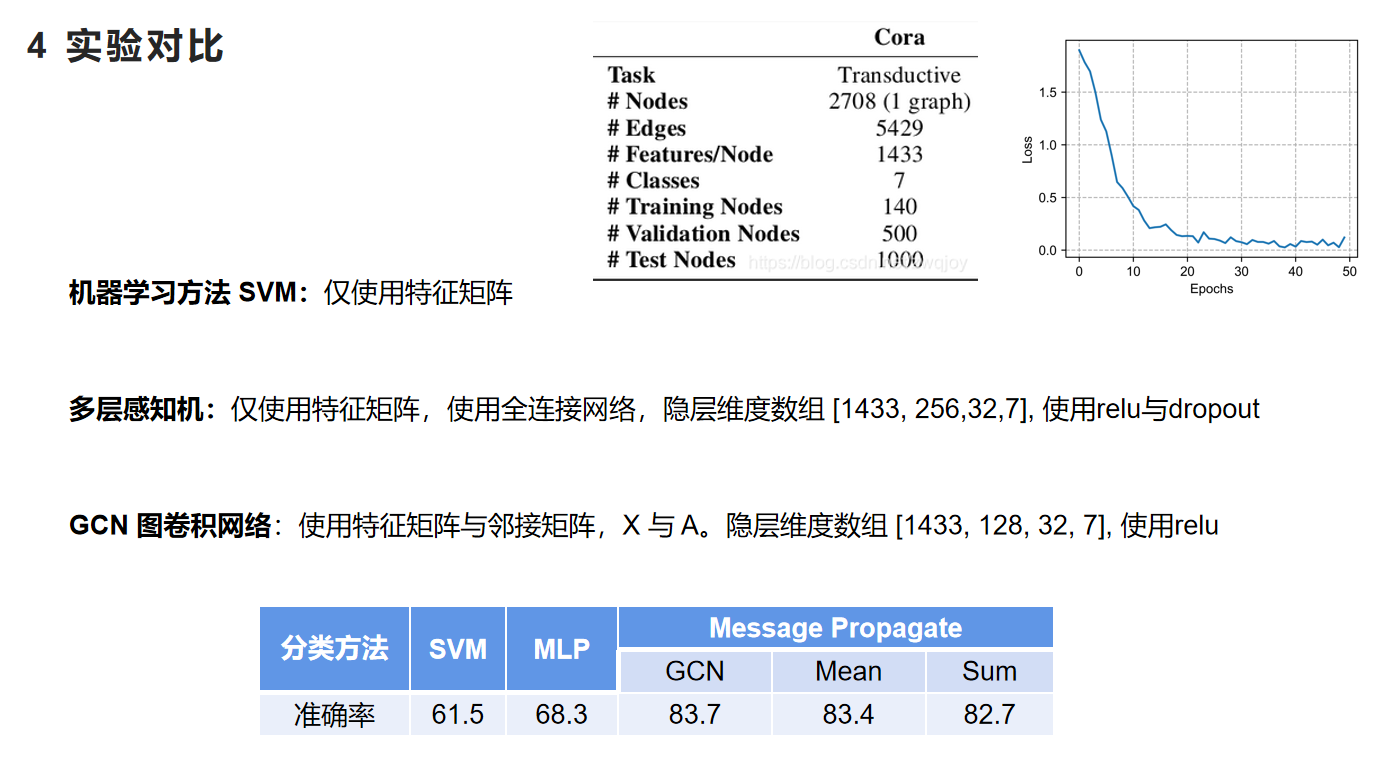 4 实验对比
Cora
Task Transductive
# Nodes 2708 (1 graph)
# Edges 5429
# Features/Node 1433
# Classes 7
# Training Nodes 140
# Validation Nodes 500
# Test Nodes 1000
Loss
1.5
1.0
0.5
0.0
0 10 20 30 40 50
Epochs
机器学习方法 SVM：仅使用特征矩阵
多层感知机：仅使用特征矩阵，使用全连接网络，隐层维度数组 [1433, 256,32,7], 使用relu与dropout
GCN 图卷积网络：使用特征矩阵与邻接矩阵，X 与 A。隐层维度数组 [1433, 128, 32, 7], 使用relu
分类方法 SVM MLP Message Propagate
GCN Mean Sum
准确率 61.5 68.3 83.7 83.4 82.7